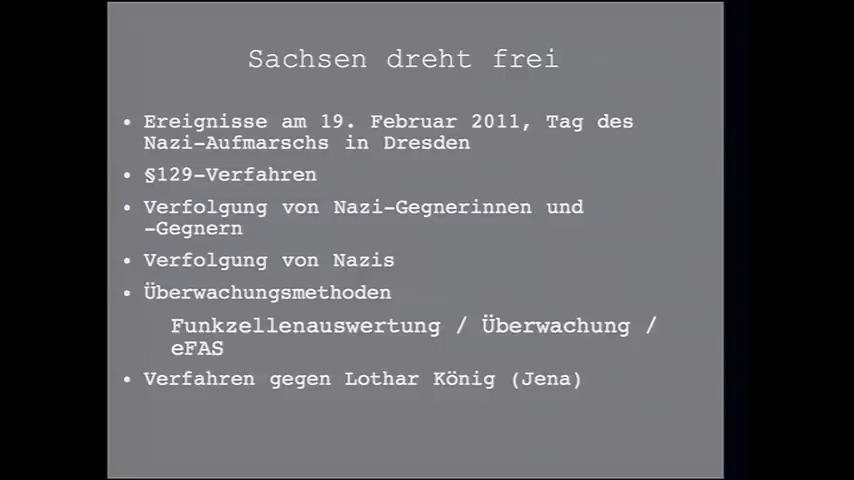 Sachsen dreht frei
• Ereignisse am 19. Februar 2011, Tag des
Nazi-Aufmarschs in Dresden
• §129-Verfahren
• Verfolgung von Nazi-Gegnerinnen und
-Gegnern
• Verfolgung von Nazis
• Überwachungsmethoden
Funkzellenauswertung / Überwachung /
eFAS
• Verfahren gegen Lothar König (Jena)